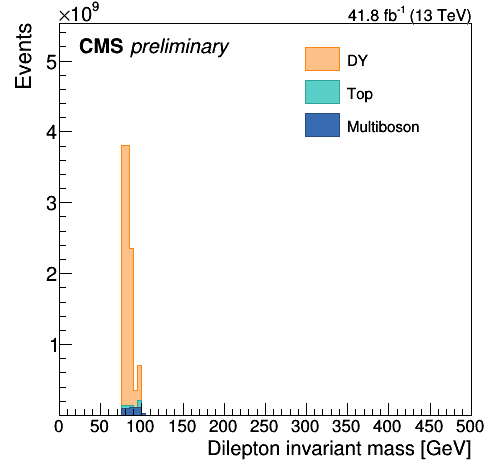 ×10⁹
41.8 fb⁻¹ (13 TeV)
CMS preliminary
Events
DY
Top
Multiboson
5
4
3
2
1
0 50 100 150 200 250 300 350 400 450 500
Dilepton invariant mass [GeV]